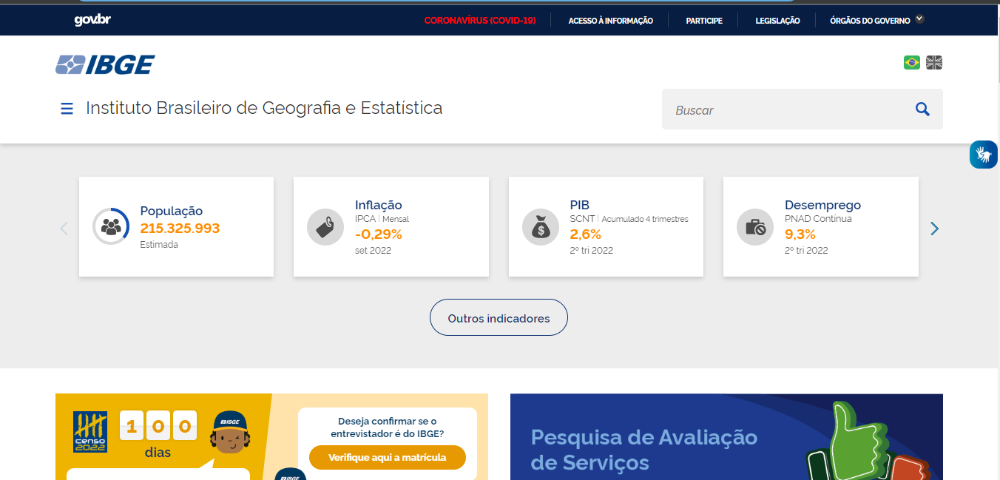 gov.br
CORONAVÍRUS (COVID-19)
ACESSO À INFORMAÇÃO
PARTICIPE
LEGISLAÇÃO
ÓRGÃOS DO GOVERNO
IBGE
Instituto Brasileiro de Geografia e Estatística
Buscar
População
215.325.993
Estimada
Inflação
IPCA | Mensal
-0,29%
set 2022
PIB
SCNT | Acumulado 4 trimestres
2,6%
2º tri 2022
Desemprego
PNAD Contínua
9,3%
2º tri 2022
Outros indicadores
censo
2022
100
dias
IBGE
Deseja confirmar se o
entrevistador é do IBGE?
Verifique aqui a matrícula
IBGE
Pesquisa de Avaliação
de Serviços